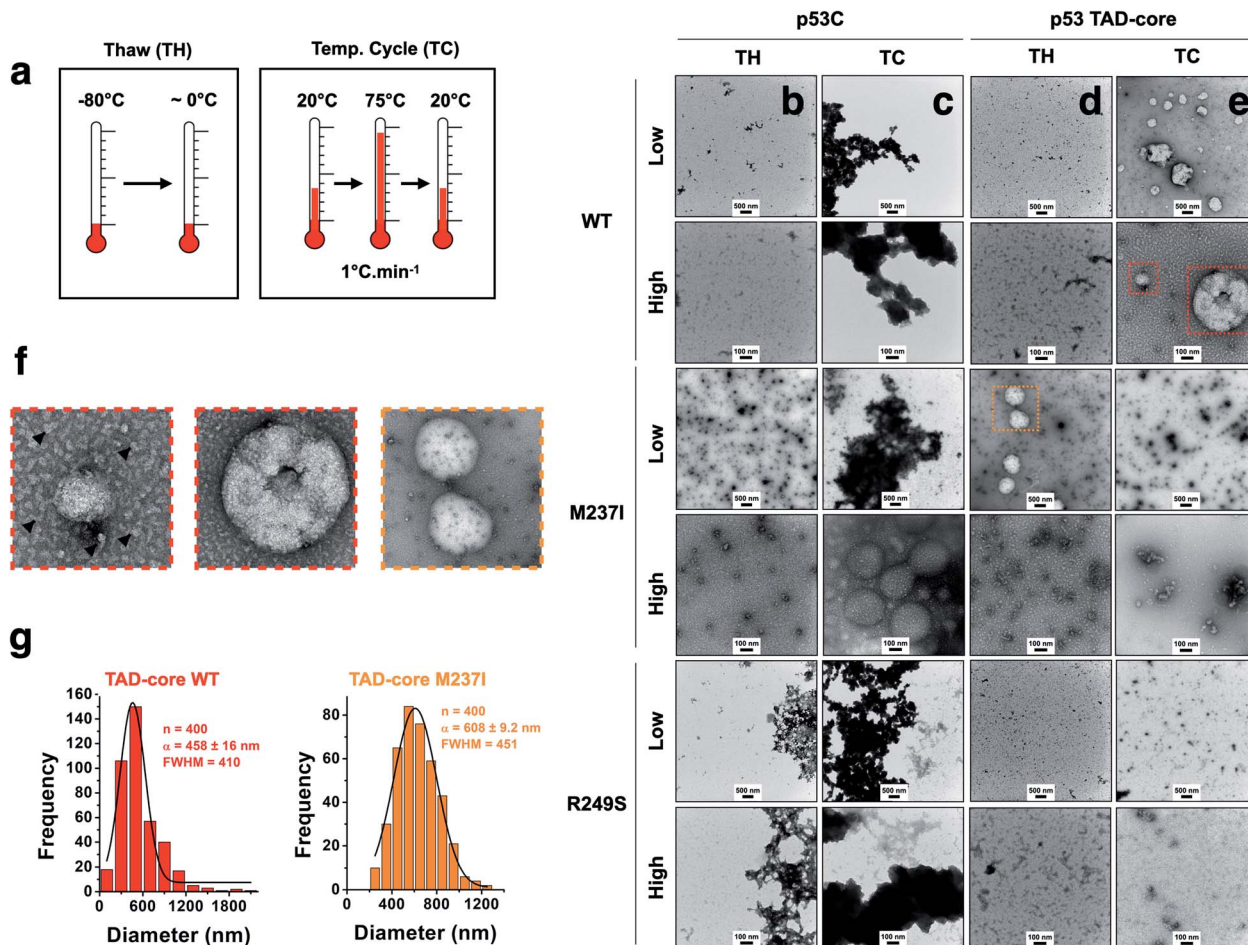 a
Thaw (TH)
-80°C
~ 0°C
Temp. Cycle (TC)
20°C
75°C
20°C
1°C.min⁻¹
p53C
p53 TAD-core
TH
TC
TH
TC
b
c
d
e
WT
Low
500 nm
500 nm
500 nm
500 nm
High
100 nm
100 nm
100 nm
100 nm
M237I
Low
500 nm
500 nm
500 nm
500 nm
High
100 nm
100 nm
100 nm
100 nm
R249S
Low
500 nm
500 nm
500 nm
500 nm
High
100 nm
100 nm
100 nm
100 nm
f
g
TAD-core WT
n = 400
α = 458 ± 16 nm
FWHM = 410
Frequency
160
140
120
100
80
60
40
20
0
0
600
1200
1800
Diameter (nm)
TAD-core M237I
n = 400
α = 608 ± 9.2 nm
FWHM = 451
Frequency
80
60
40
20
0
0
400
800
1200
Diameter (nm)